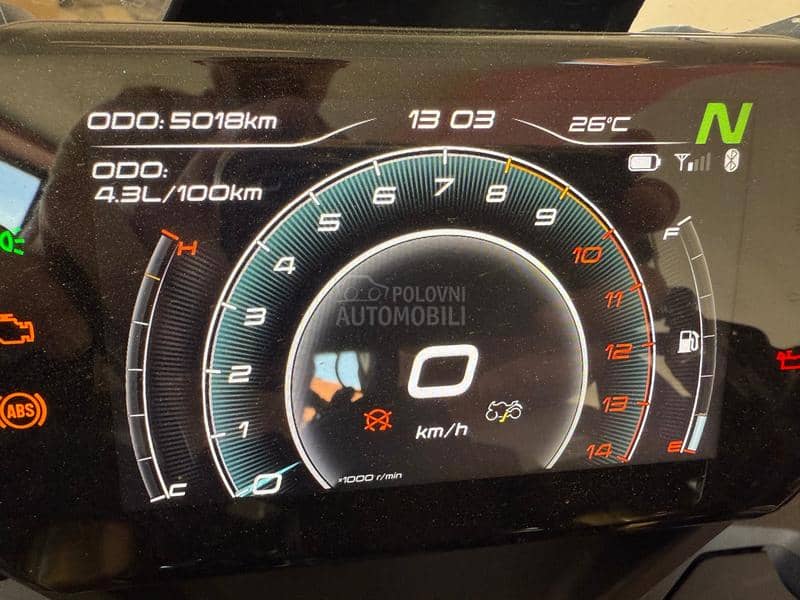 ODO: 5018km 13 03 26°C N
ODO:
4.3L/100km
H
F
0 1 2 3 4 5 6 7 8 9 10 11 12 13 14
POLOVNI
AUTOMOBILI
0
km/h
ABS
C
E
x1000 r/min